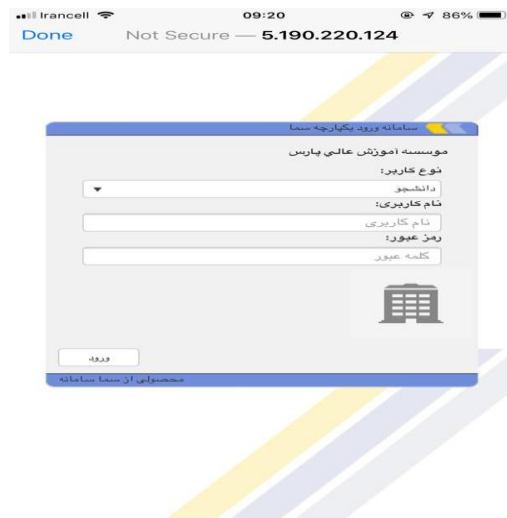 Irancell 09:20 86%
Done Not Secure — 5.190.220.124
سامانه ورود یکپارچه سما
موسسه آموزش عالی پارس
نوع کاربر:
دانشجو
نام کاربری:
نام کاربری
رمز عبور:
کلمه عبور
ورود
محصولی از سما سامانه